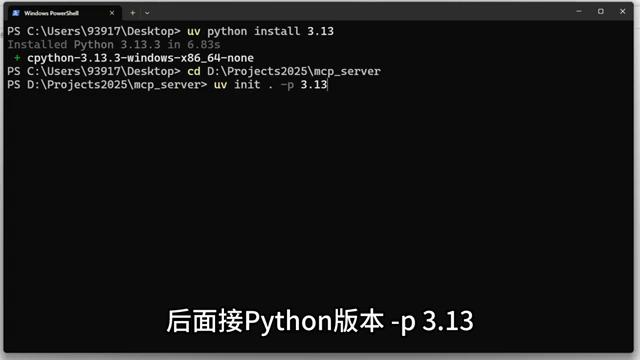 Windows PowerShell
PS C:\Users\93917\Desktop> uv python install 3.13
Installed Python 3.13.3 in 6.83s
+ cpython-3.13.3-windows-x86_64-none
PS C:\Users\93917\Desktop> cd D:\Projects2025\mcp_server
PS D:\Projects2025\mcp_server> uv init . -p 3.13
后面接Python版本 -p 3.13